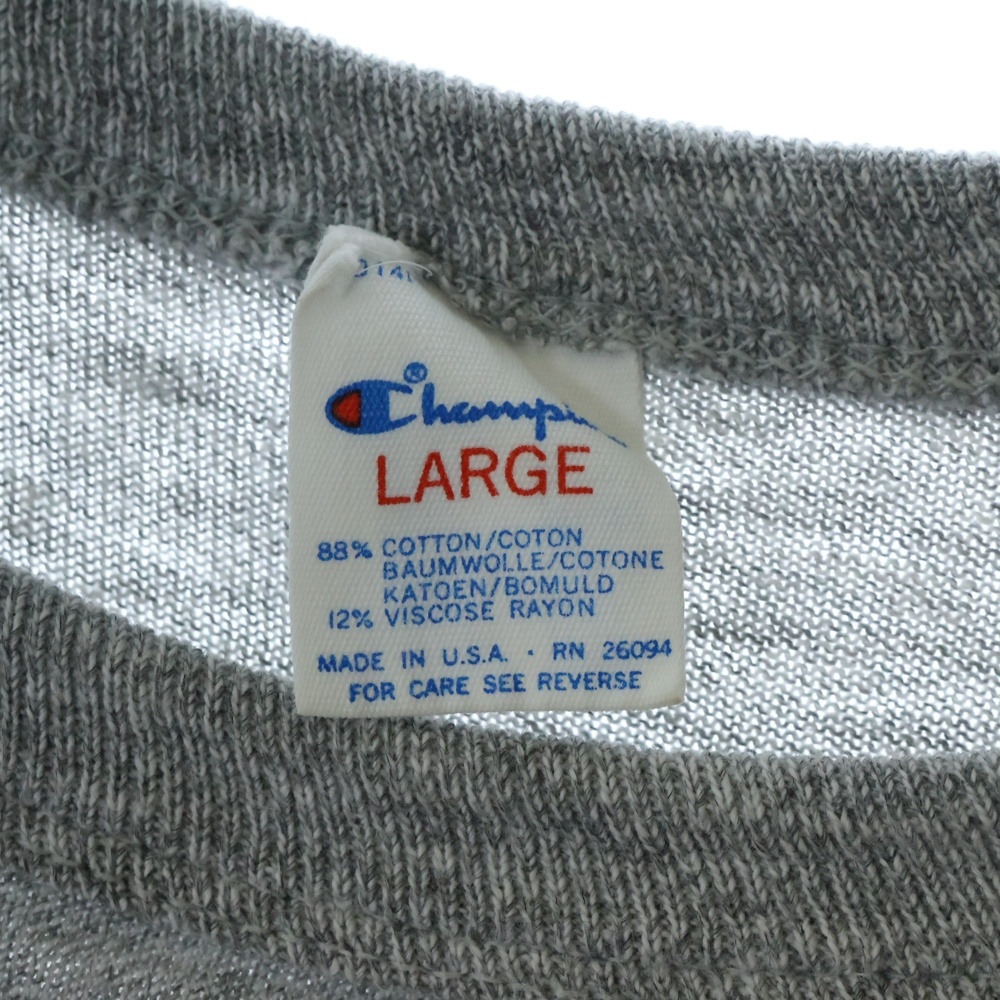 ®
Champi
LARGE
88% COTTON/COTON
BAUMWOLLE/COTONE
KATOEN/BOMULD
12% VISCOSE RAYON
MADE IN U.S.A. · RN 26094
FOR CARE SEE REVERSE